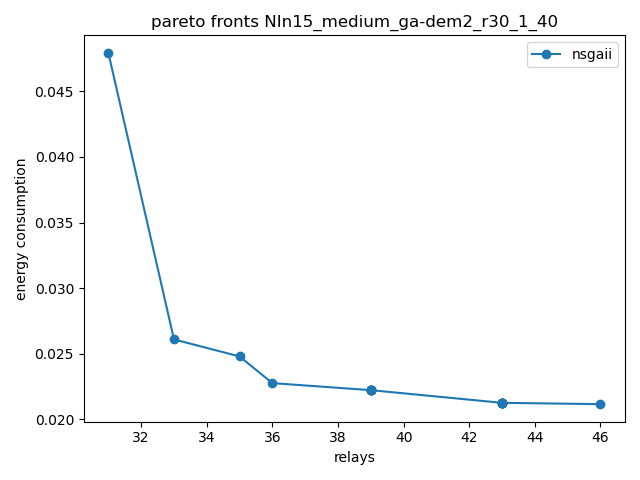 pareto fronts NIn15_medium_ga-dem2_r30_1_40
nsgaii
0.045
0.040
0.035
0.030
0.025
0.020
energy consumption
32 34 36 38 40 42 44 46
relays